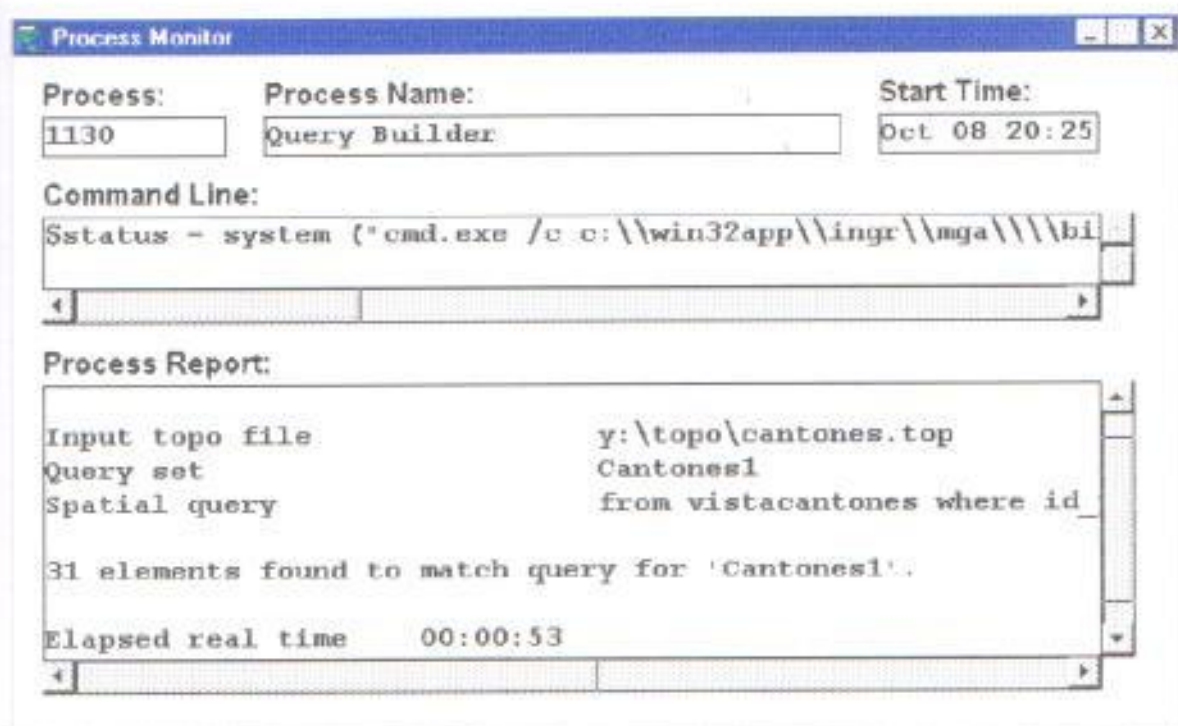 Process Monitor
Process: Process Name: Start Time:
1130 Query Builder Oct 08 20:25
Command Line:
$status - system ("cmd.exe /c c:\\win32app\\ingr\\mga\\\\bi
Process Report:
Input topo file y:\topo\cantones.top
Query set Cantones1
Spatial query from vistacantones where id_
31 elements found to match query for 'Cantones1'.
Elapsed real time 00:00:53